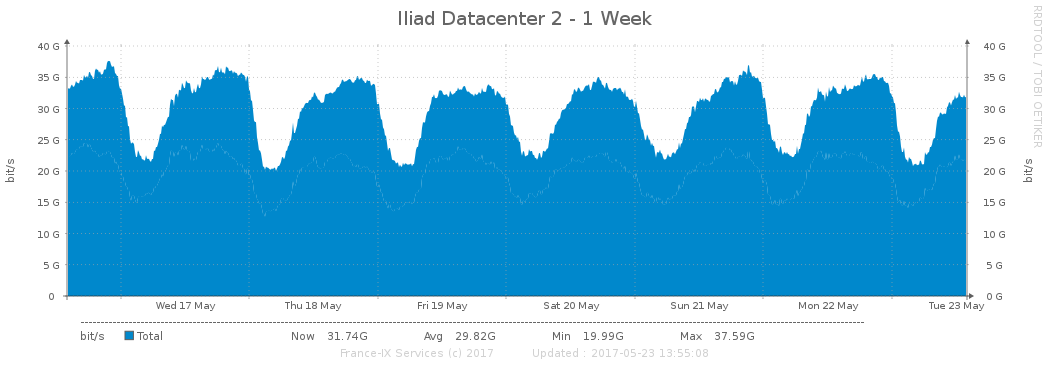 Iliad Datacenter 2 - 1 Week
RRDTOOL / TOBI OETIKER
40 G 40 G
35 G 35 G
30 G 30 G
25 G 25 G
20 G 20 G
15 G 15 G
10 G 10 G
5 G 5 G
0 0 G
bit/s bit/s
Wed 17 May Thu 18 May Fri 19 May Sat 20 May Sun 21 May Mon 22 May Tue 23 May
bit/s Total Now 31.74G Avg 29.82G Min 19.99G Max 37.59G
France-IX Services (c) 2017 Updated : 2017-05-23 13:55:08